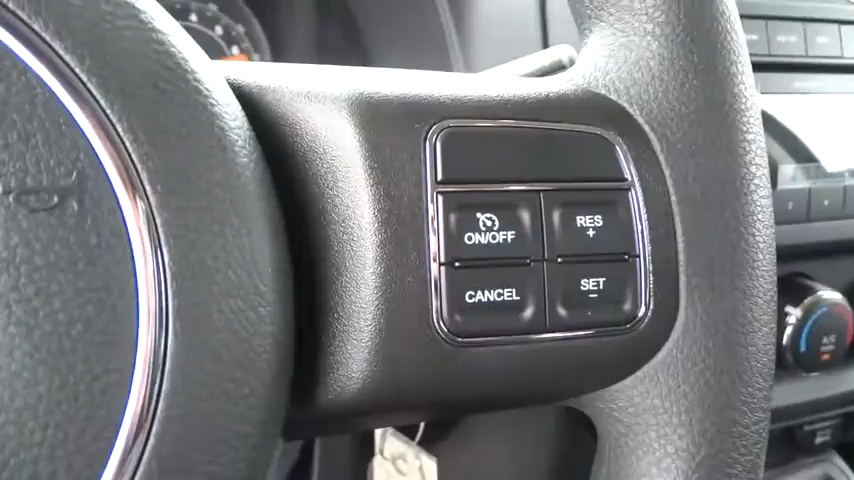 ON/OFF
RES
+
CANCEL
SET
-
A/C